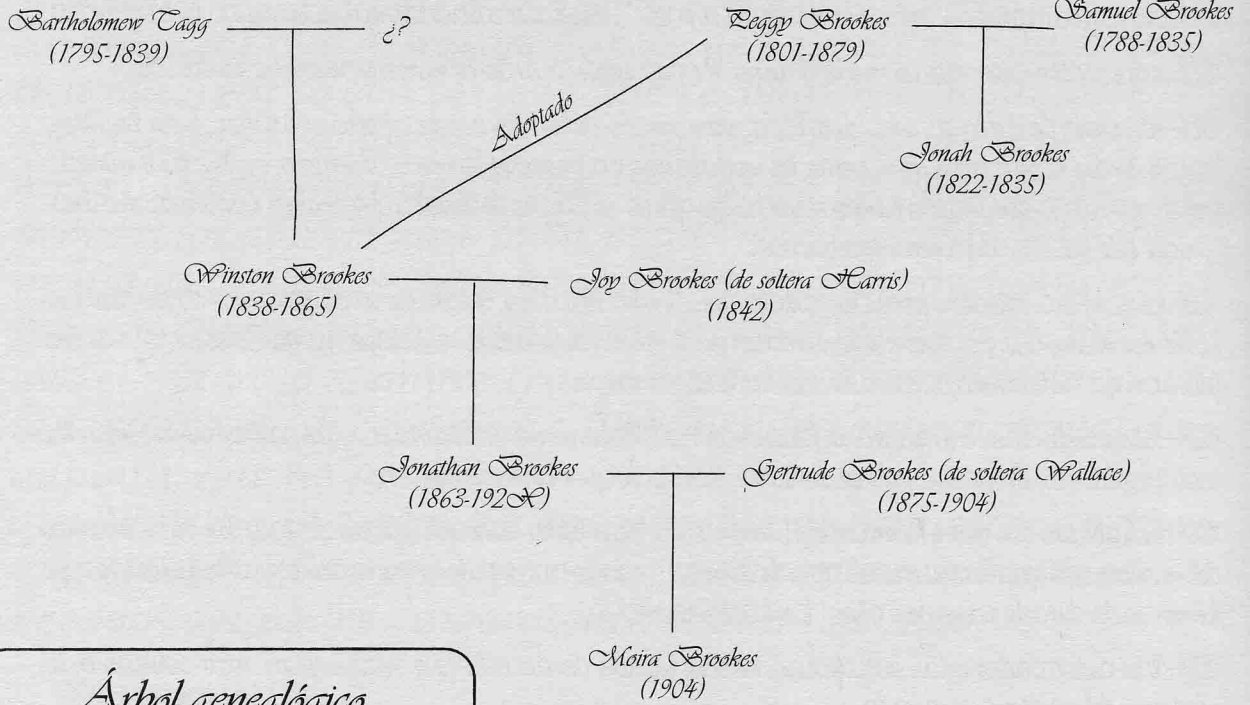 Bartholomew Tagg
(1795-1839)
¿?
Peggy Brookes
(1801-1879)
Samuel Brookes
(1788-1835)
Adoptado
Jonah Brookes
(1822-1835)
Winston Brookes
(1838-1865)
Joy Brookes (de soltera Harris)
(1842)
Jonathan Brookes
(1863-192X)
Gertrude Brookes (de soltera Wallace)
(1875-1904)
Moira Brookes
(1904)
Árbol genealógico